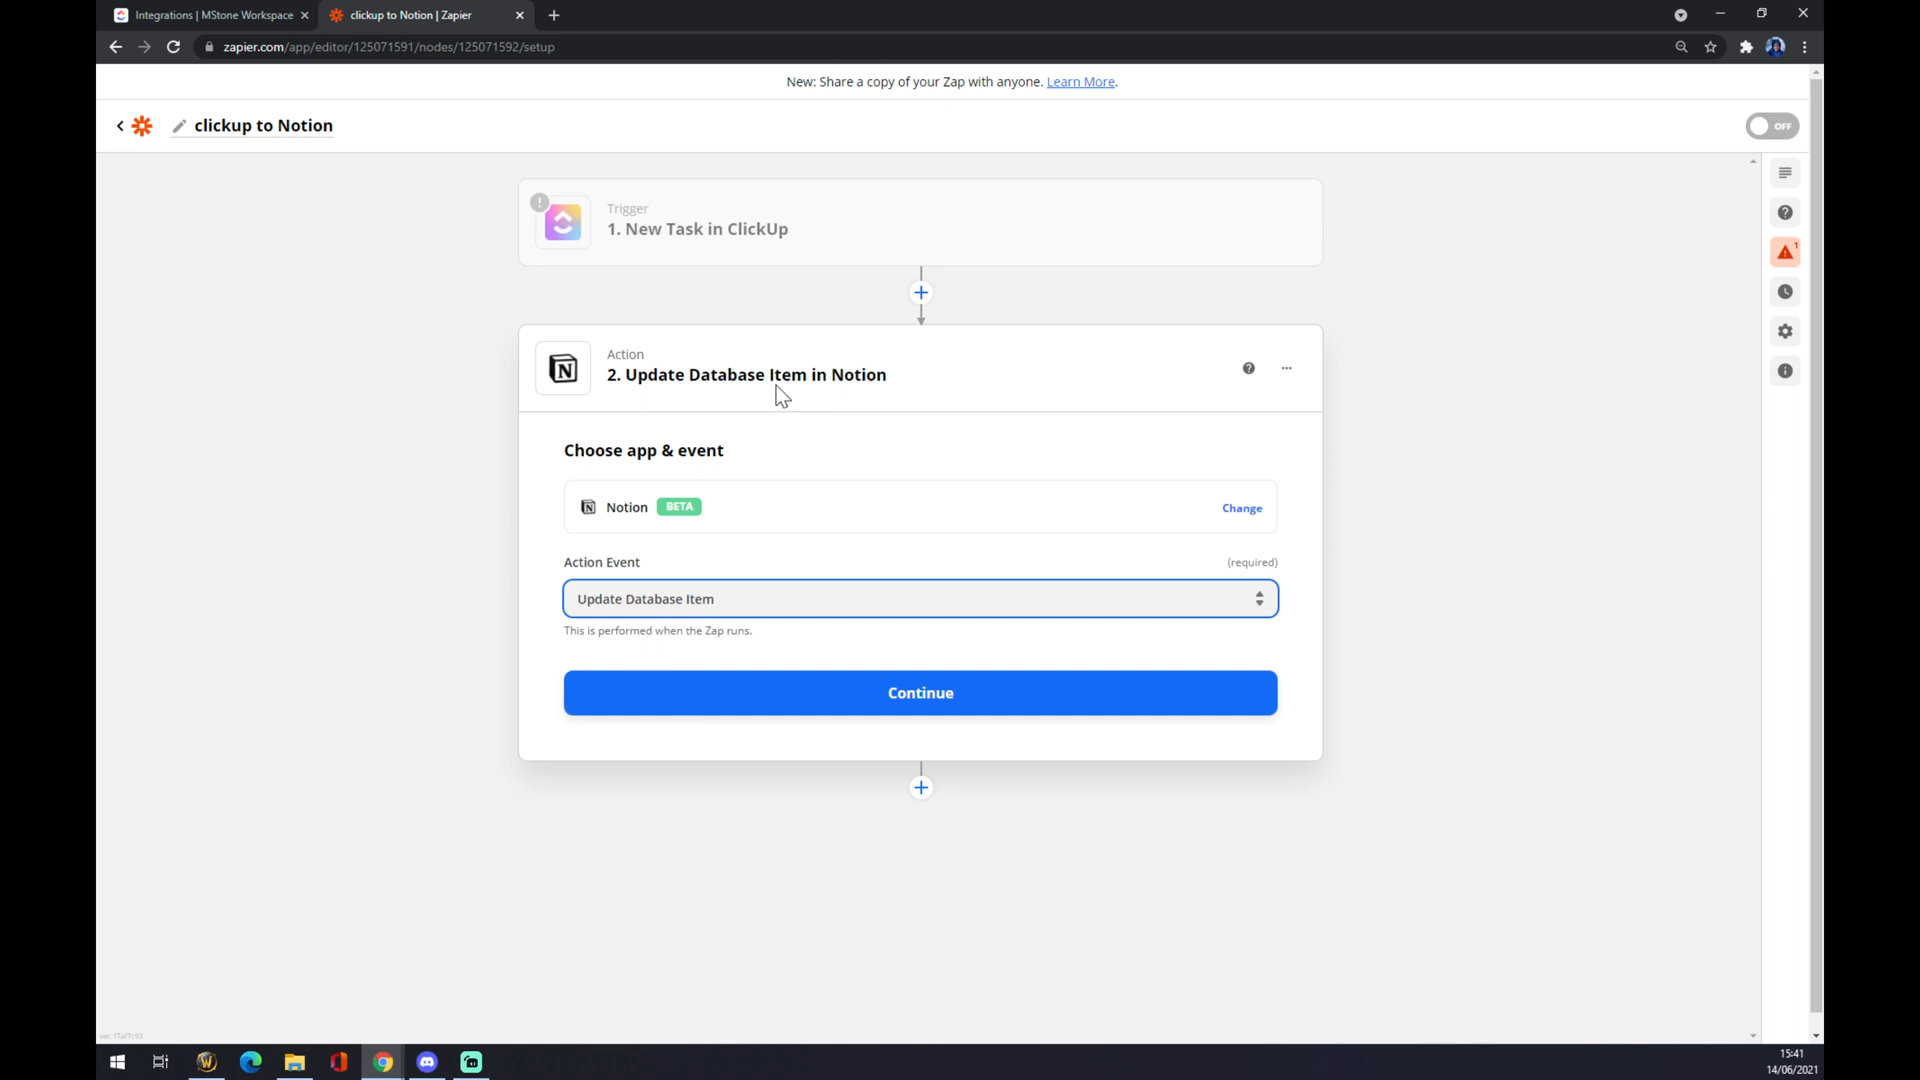 Integrations | MStone Workspace
clickup to Notion | Zapier
zapier.com/app/editor/125071591/nodes/125071592/setup
New: Share a copy of your Zap with anyone. Learn More.
clickup to Notion
OFF
Trigger
1. New Task in ClickUp
1
Action
2. Update Database Item in Notion
Choose app & event
Notion BETA
Change
Action Event
(required)
Update Database Item
This is performed when the Zap runs.
Continue
15:41
14/06/2021